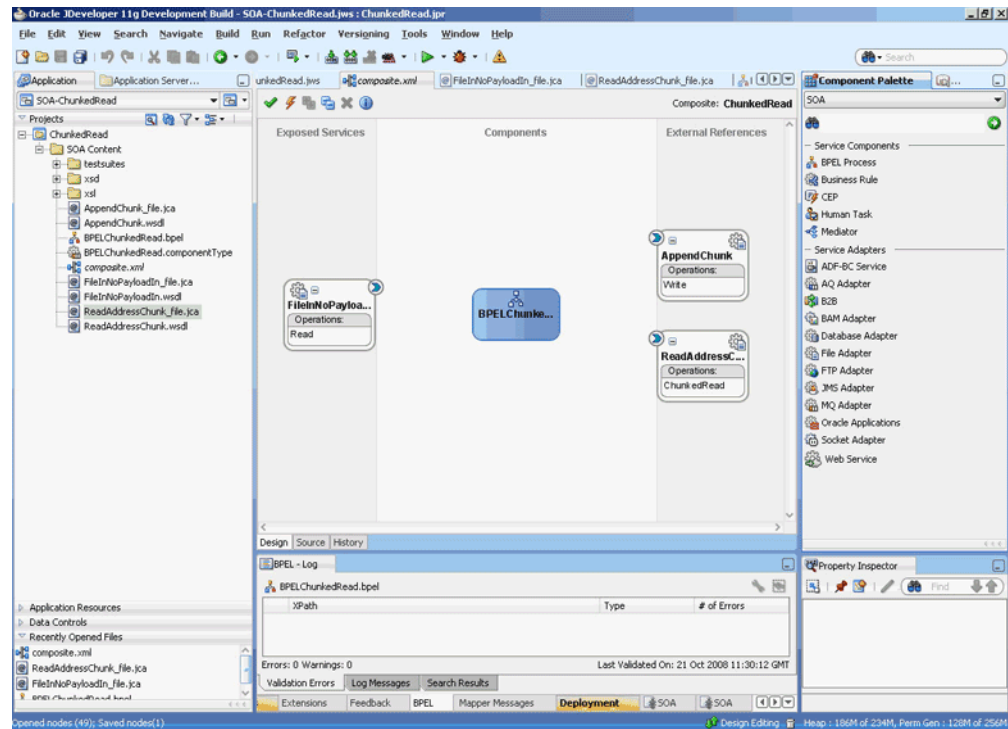 Oracle JDeveloper 11g Development Build - SOA-ChunkedRead.jws : ChunkedRead.jpr
File Edit View Search Navigate Build Run Refactor Versioning Tools Window Help
Search
Application
Application Server...
unkedRead.jws
composite.xml
FileInNoPayloadIn_file.jca
ReadAddressChunk_file.jca
Component Palette
SOA-ChunkedRead
Composite: ChunkedRead
SOA
Projects
ChunkedRead
SOA Content
testsuites
xsd
xsl
AppendChunk_file.jca
AppendChunk.wsdl
BPELChunkedRead.bpel
BPELChunkedRead.componentType
composite.xml
FileInNoPayloadIn_file.jca
FileInNoPayloadIn.wsdl
ReadAddressChunk_file.jca
ReadAddressChunk.wsdl
Exposed Services
Components
External References
FileInNoPayloa...
Operations:
Read
BPELChunke...
AppendChunk
Operations:
Write
ReadAddressC...
Operations:
ChunkedRead
Service Components
BPEL Process
Business Rule
CEP
Human Task
Mediator
Service Adapters
ADF-BC Service
AQ Adapter
B2B
BAM Adapter
Database Adapter
File Adapter
FTP Adapter
JMS Adapter
MQ Adapter
Oracle Applications
Socket Adapter
Web Service
Design Source History
BPEL - Log
BPELChunkedRead.bpel
XPath Type # of Errors
Errors: 0 Warnings: 0
Last Validated On: 21 Oct 2008 11:30:12 GMT
Validation Errors Log Messages Search Results
Extensions Feedback BPEL Mapper Messages Deployment SOA SOA
Property Inspector
Find
Application Resources
Data Controls
Recently Opened Files
composite.xml
ReadAddressChunk_file.jca
FileInNoPayloadIn_file.jca
BPELChunkedRead.bpel
Opened nodes (49); Saved nodes(1)
Design Editing
Heap : 186M of 234M, Perm Gen : 128M of 256M